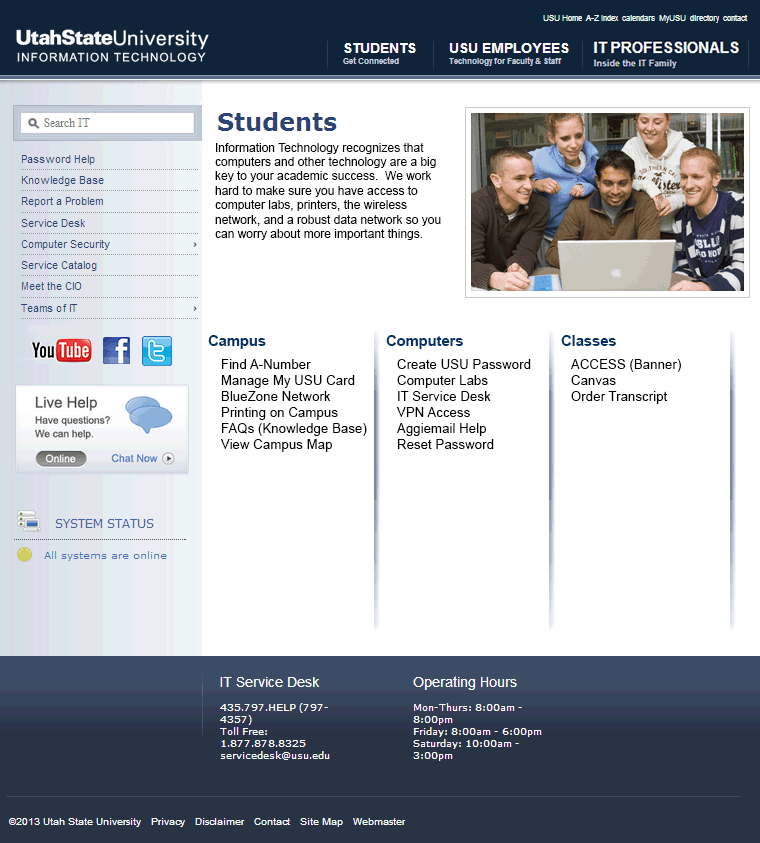 USU Home A-Z Index calendars MyUSU directory contact
UtahStateUniversity
INFORMATION TECHNOLOGY
STUDENTS
Get Connected
USU EMPLOYEES
Technology for Faculty & Staff
IT PROFESSIONALS
Inside the IT Family
Search IT
Password Help
Knowledge Base
Report a Problem
Service Desk
Computer Security
Service Catalog
Meet the CIO
Teams of IT
YouTube
Live Help
Have questions?
We can help.
Online
Chat Now
SYSTEM STATUS
All systems are online
Students
Information Technology recognizes that
computers and other technology are a big
key to your academic success. We work
hard to make sure you have access to
computer labs, printers, the wireless
network, and a robust data network so you
can worry about more important things.
Campus
Find A-Number
Manage My USU Card
BlueZone Network
Printing on Campus
FAQs (Knowledge Base)
View Campus Map
Computers
Create USU Password
Computer Labs
IT Service Desk
VPN Access
Aggiemail Help
Reset Password
Classes
ACCESS (Banner)
Canvas
Order Transcript
IT Service Desk
435.797.HELP (797-
4357)
Toll Free:
1.877.878.8325
servicedesk@usu.edu
Operating Hours
Mon-Thurs: 8:00am -
8:00pm
Friday: 8:00am - 6:00pm
Saturday: 10:00am -
3:00pm
©2013 Utah State University Privacy Disclaimer Contact Site Map Webmaster